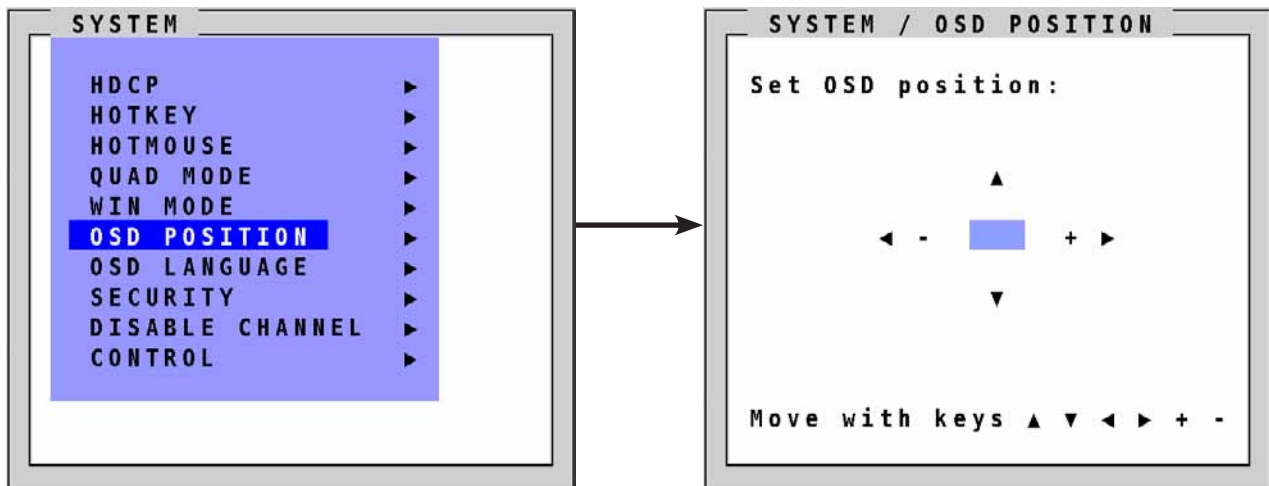 SYSTEM
HDCP ▶
HOTKEY ▶
HOTMOUSE ▶
QUAD MODE ▶
WIN MODE ▶
OSD POSITION ▶
OSD LANGUAGE ▶
SECURITY ▶
DISABLE CHANNEL ▶
CONTROL ▶
SYSTEM / OSD POSITION
Set OSD position:
▲
◀ - + ▶
▼
Move with keys ▲ ▼ ◀ ▶ + -